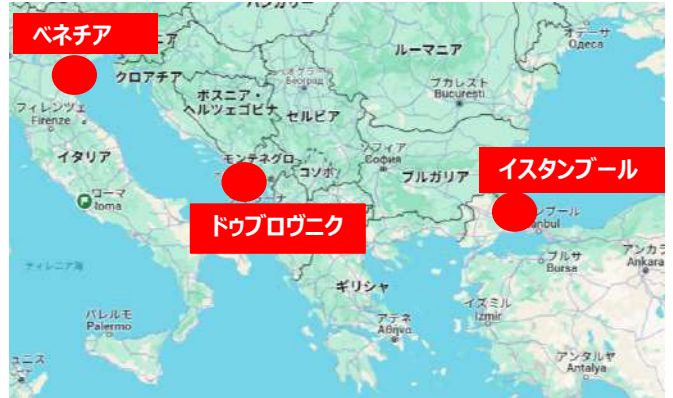 ベネチア
ルーマニア
Одеса
クロアチア
ブカレスト
București
ボスニア・
ヘルツェゴビナ
セルビア
フィレンツェ
Firenze
イタリア
モンテネグロ
コソボ
ソフィア
София
ブルガリア
イスタンブール
ローマ
Roma
ドゥブロヴニク
ブルサ
Bursa
アンカラ
Ankara
ティレニア海
ギリシャ
イズミル
Izmir
パレルモ
Palermo
アテネ
Αθήνα
アンタルヤ
Antalya